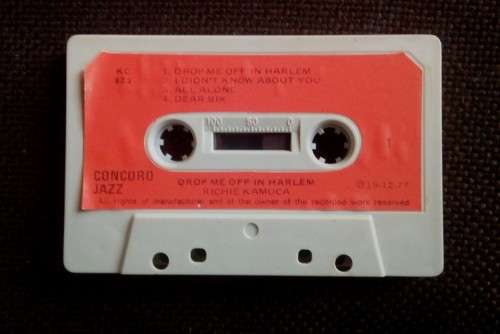 KC 1. DROP ME OFF IN HARLEM
2. I DIDN'T KNOW ABOUT YOU
3. ALL ALONE
4. DEAR BIX
100 50 0
1
CONCORD
JAZZ
DROP ME OFF IN HARLEM
RICHIE KAMUCA
All rights of manufacturer and of the owner of the recorded work reserved